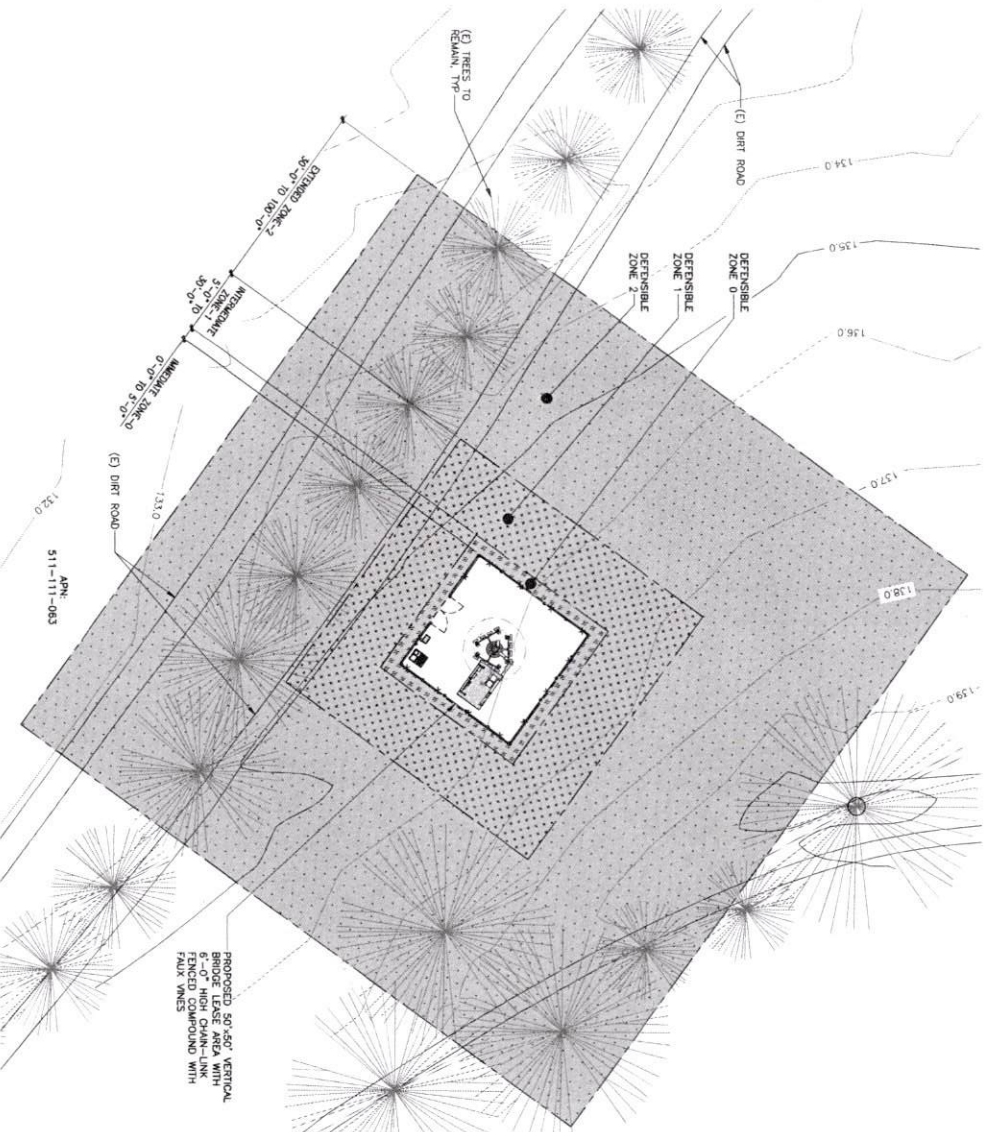 (E) TREES TO
REMAIN, TYP
(E) DIRT ROAD
134.0
135.0
136.0
137.0
138.0
139.0
DEFENSIBLE
ZONE 0
DEFENSIBLE
ZONE 1
DEFENSIBLE
ZONE 2
EXTENDED ZONE-2
30'-0" TO 100'-0"
INTERMEDIATE
ZONE-1
5'-0" TO
30'-0"
IMMEDIATE ZONE-0
0'-0" TO 5'-0"
(E) DIRT ROAD
133.0
132.0
APN:
511-111-063
PROPOSED 50'x50' VERTICAL
BRIDGE LEASE AREA WITH
6'-0" HIGH CHAIN-LINK
FENCED COMPOUND WITH
FAUX VINES